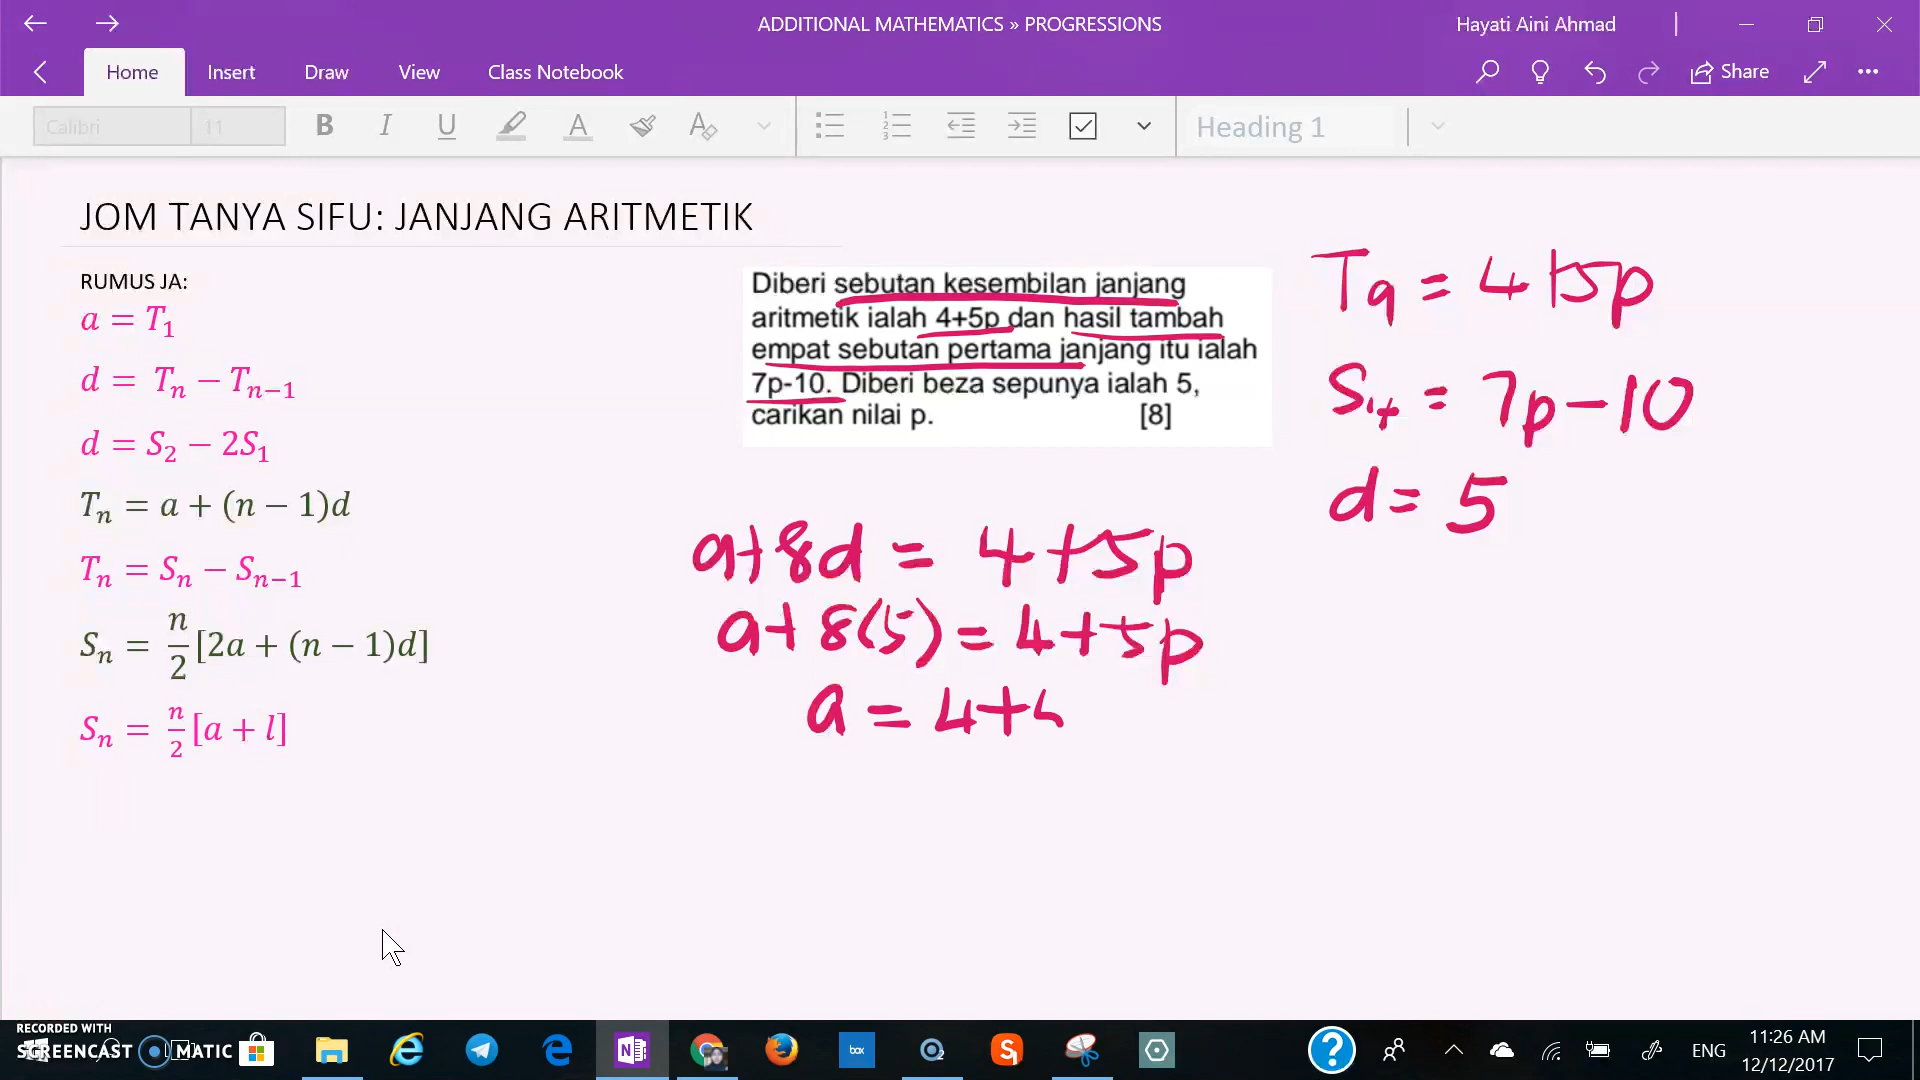 ADDITIONAL MATHEMATICS » PROGRESSIONS
Hayati Aini Ahmad
Home Insert Draw View Class Notebook
Share
Calibri 11 B I U A A Heading 1
JOM TANYA SIFU: JANJANG ARITMETIK
RUMUS JA:
a = T₁
d = Tₙ − Tₙ₋₁
d = S₂ − 2S₁
Tₙ = a + (n − 1)d
Tₙ = Sₙ − Sₙ₋₁
Sₙ = n/2 [2a + (n − 1)d]
Sₙ = n/2 [a + l]
Diberi sebutan kesembilan janjang
aritmetik ialah 4+5p dan hasil tambah
empat sebutan pertama janjang itu ialah
7p-10. Diberi beza sepunya ialah 5,
carikan nilai p. [8]
T₉ = 4+5p
S₄ = 7p−10
d = 5
a+8d = 4+5p
a+8(5) = 4+5p
a = 4+
RECORDED WITH
SCREENCAST MATIC
N
box
ENG
11:26 AM
12/12/2017